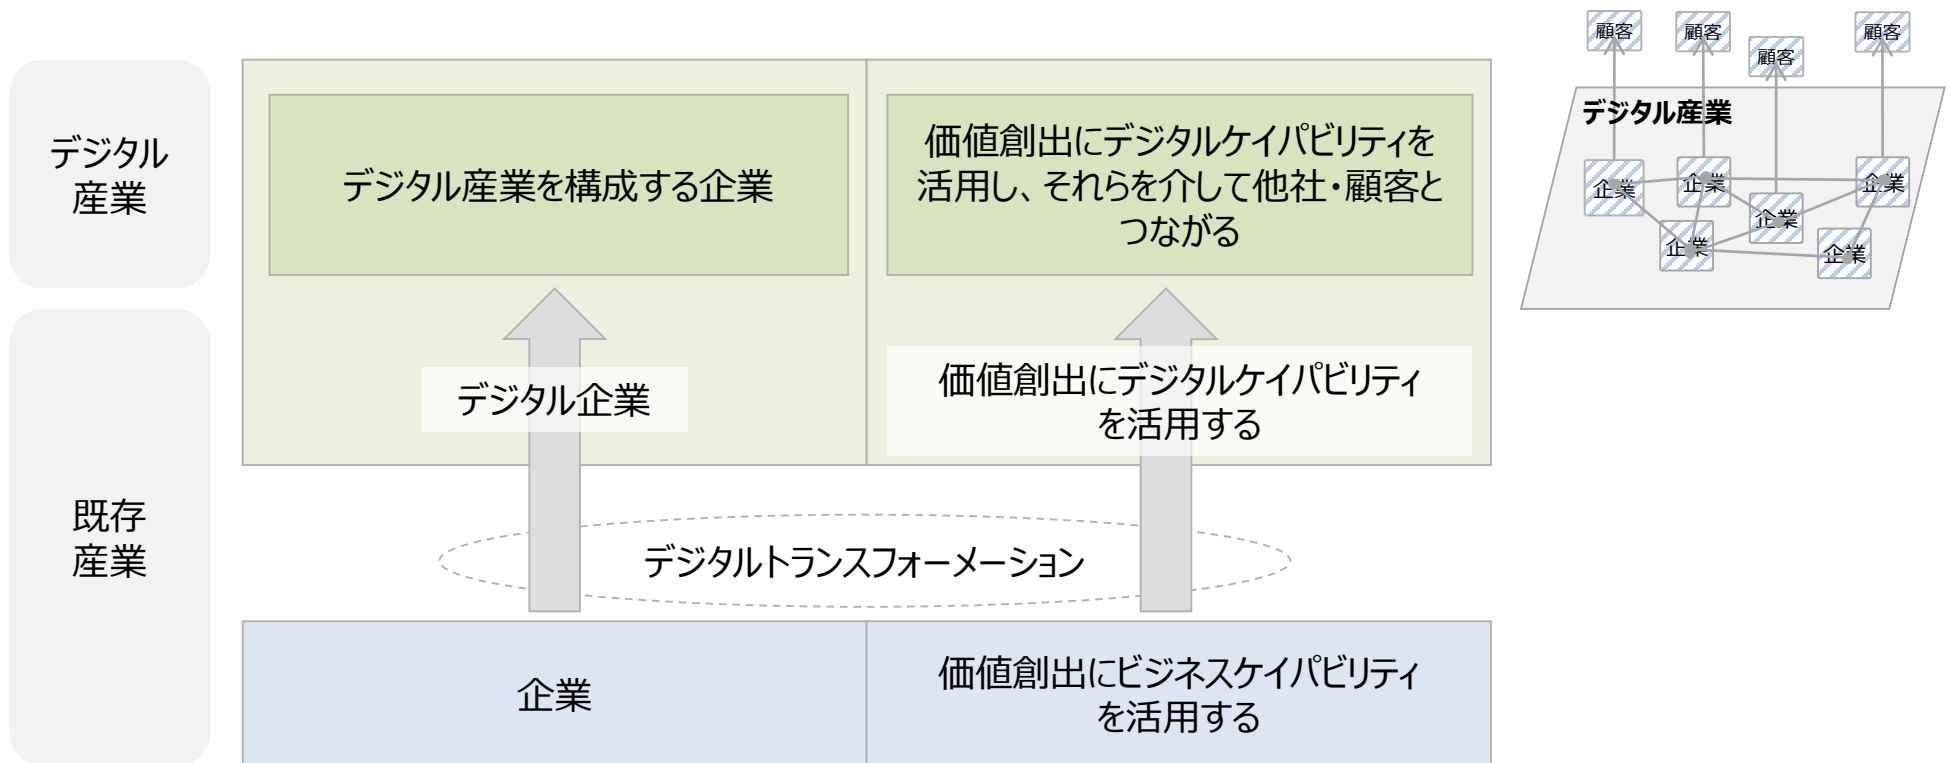 デジタル
産業
デジタル産業を構成する企業
価値創出にデジタルケイパビリティを
活用し、それらを介して他社・顧客と
つながる
デジタル企業
価値創出にデジタルケイパビリティ
を活用する
既存
産業
デジタルトランスフォーメーション
企業
価値創出にビジネスケイパビリティ
を活用する
顧客
顧客
顧客
顧客
デジタル産業
企業
企業
企業
企業
企業
企業